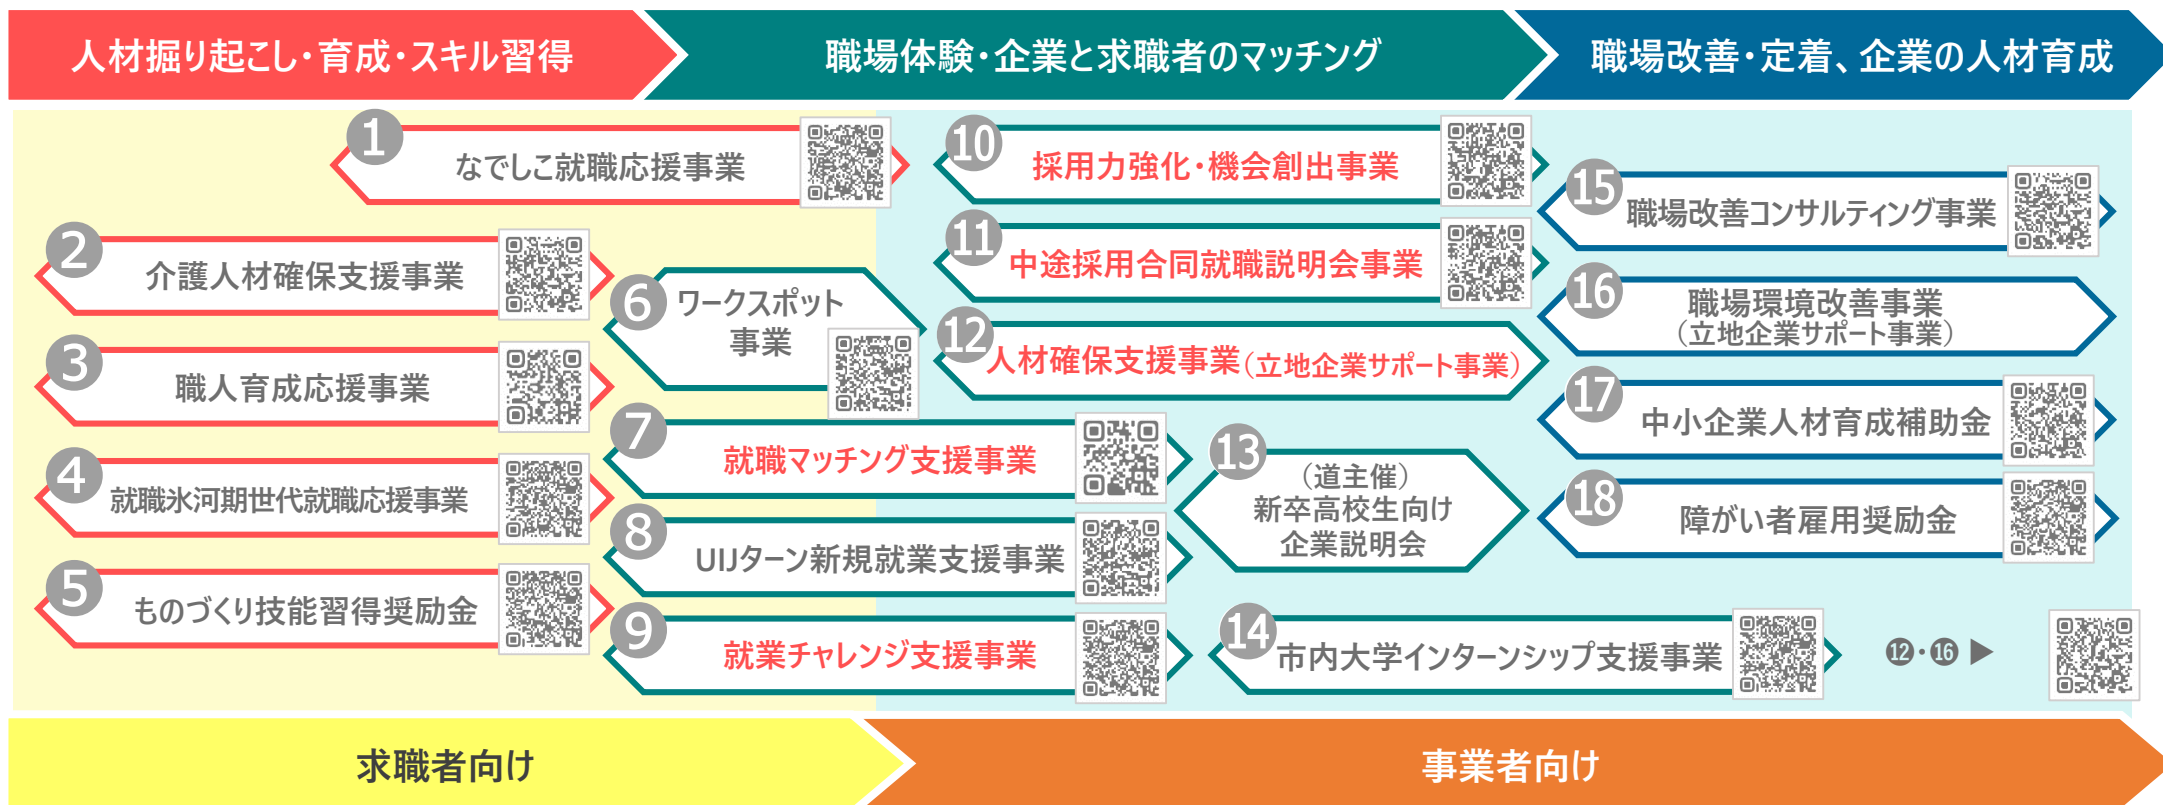 人材掘り起こし・育成・スキル習得
職場体験・企業と求職者のマッチング
職場改善・定着、企業の人材育成
1
なでしこ就職応援事業
2
介護人材確保支援事業
3
職人育成応援事業
4
就職氷河期世代就職応援事業
5
ものづくり技能習得奨励金
6
ワークスポット
事業
7
就職マッチング支援事業
8
UIJターン新規就業支援事業
9
就業チャレンジ支援事業
10
採用力強化・機会創出事業
11
中途採用合同就職説明会事業
12
人材確保支援事業(立地企業サポート事業)
13
(道主催)
新卒高校生向け
企業説明会
14
市内大学インターンシップ支援事業
15
職場改善コンサルティング事業
16
職場環境改善事業
(立地企業サポート事業)
17
中小企業人材育成補助金
18
障がい者雇用奨励金
⓬・⓰ ▶
求職者向け
事業者向け